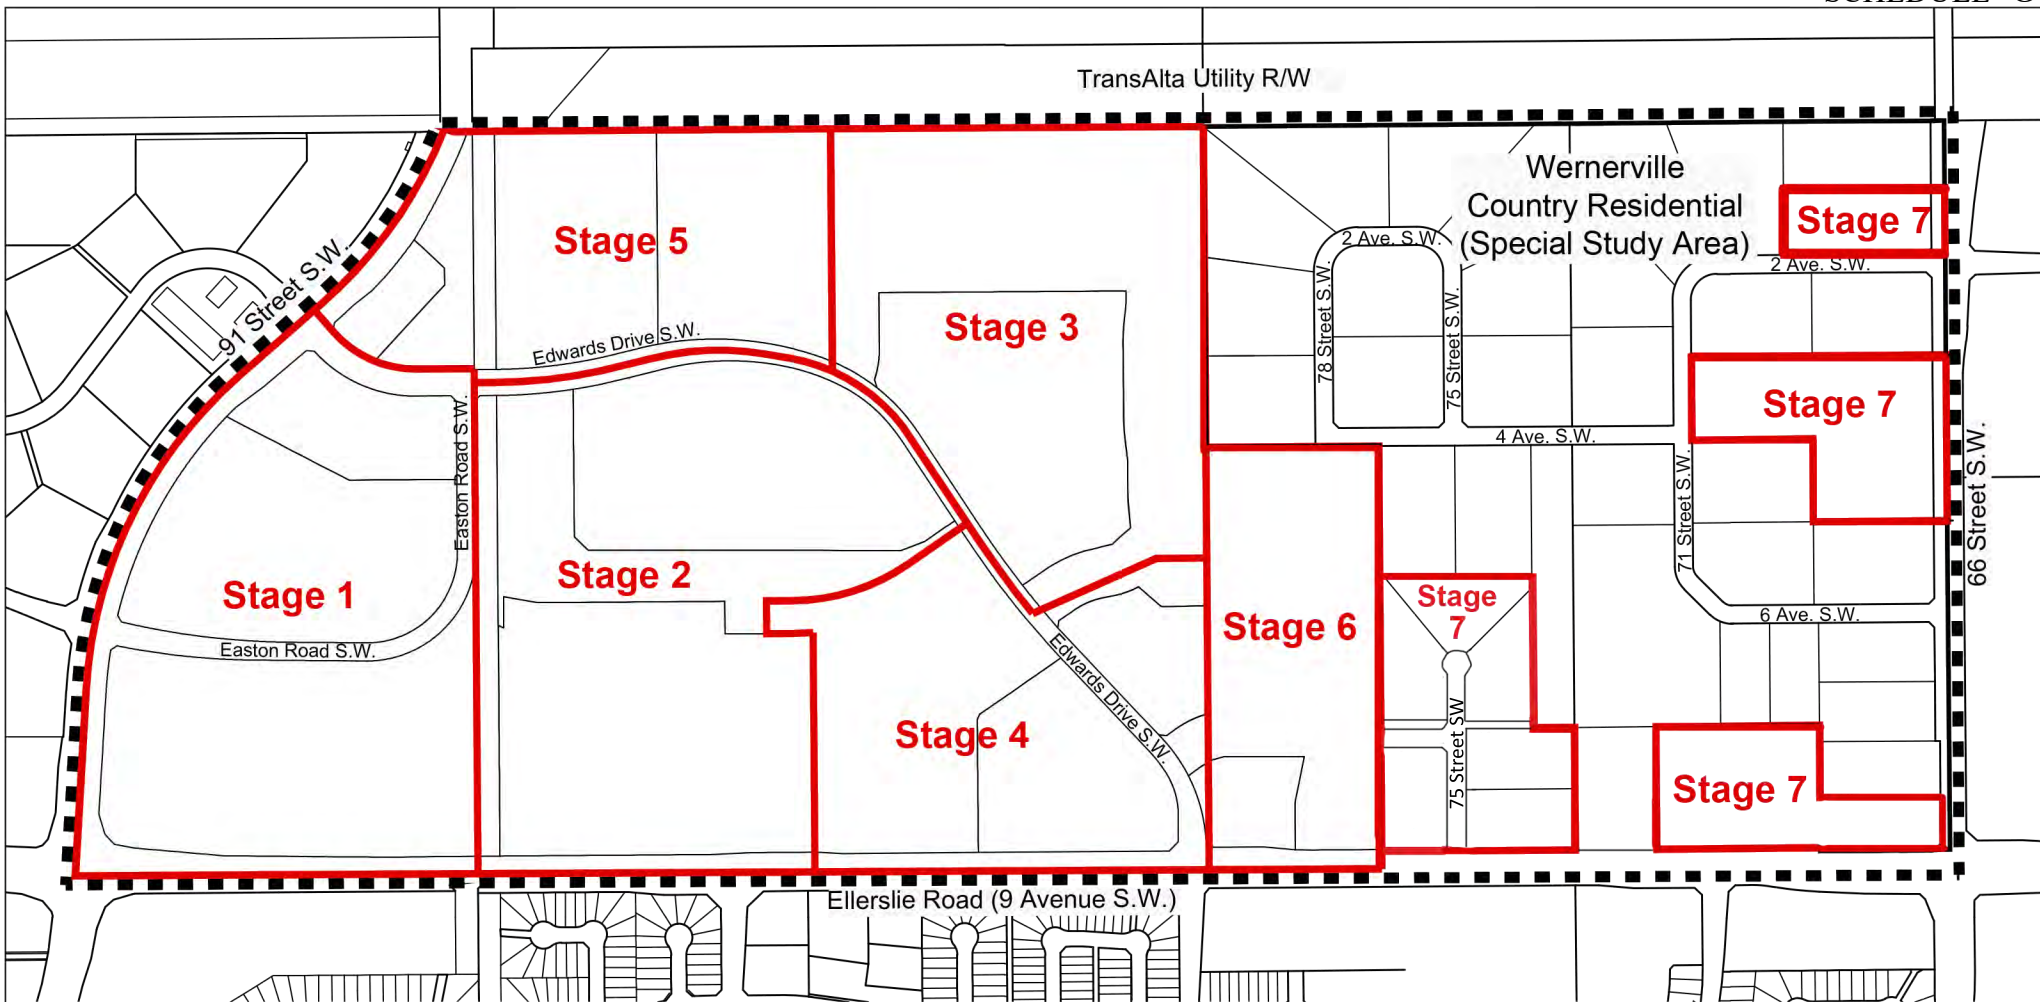 TransAlta Utility R/W
Wernerville
Country Residential
(Special Study Area)
Stage 7
2 Ave. S.W.
2 Ave. S.W.
Stage 5
91 Street S.W.
Edwards Drive S.W.
Stage 3
78 Street S.W.
75 Street S.W.
Stage 7
4 Ave. S.W.
Easton Road S.W.
71 Street S.W.
66 Street S.W.
Stage 1
Stage 2
Stage 6
Stage
7
6 Ave. S.W.
Easton Road S.W.
Edwards Drive S.W.
Stage 4
75 Street SW
Stage 7
Ellerslie Road (9 Avenue S.W.)